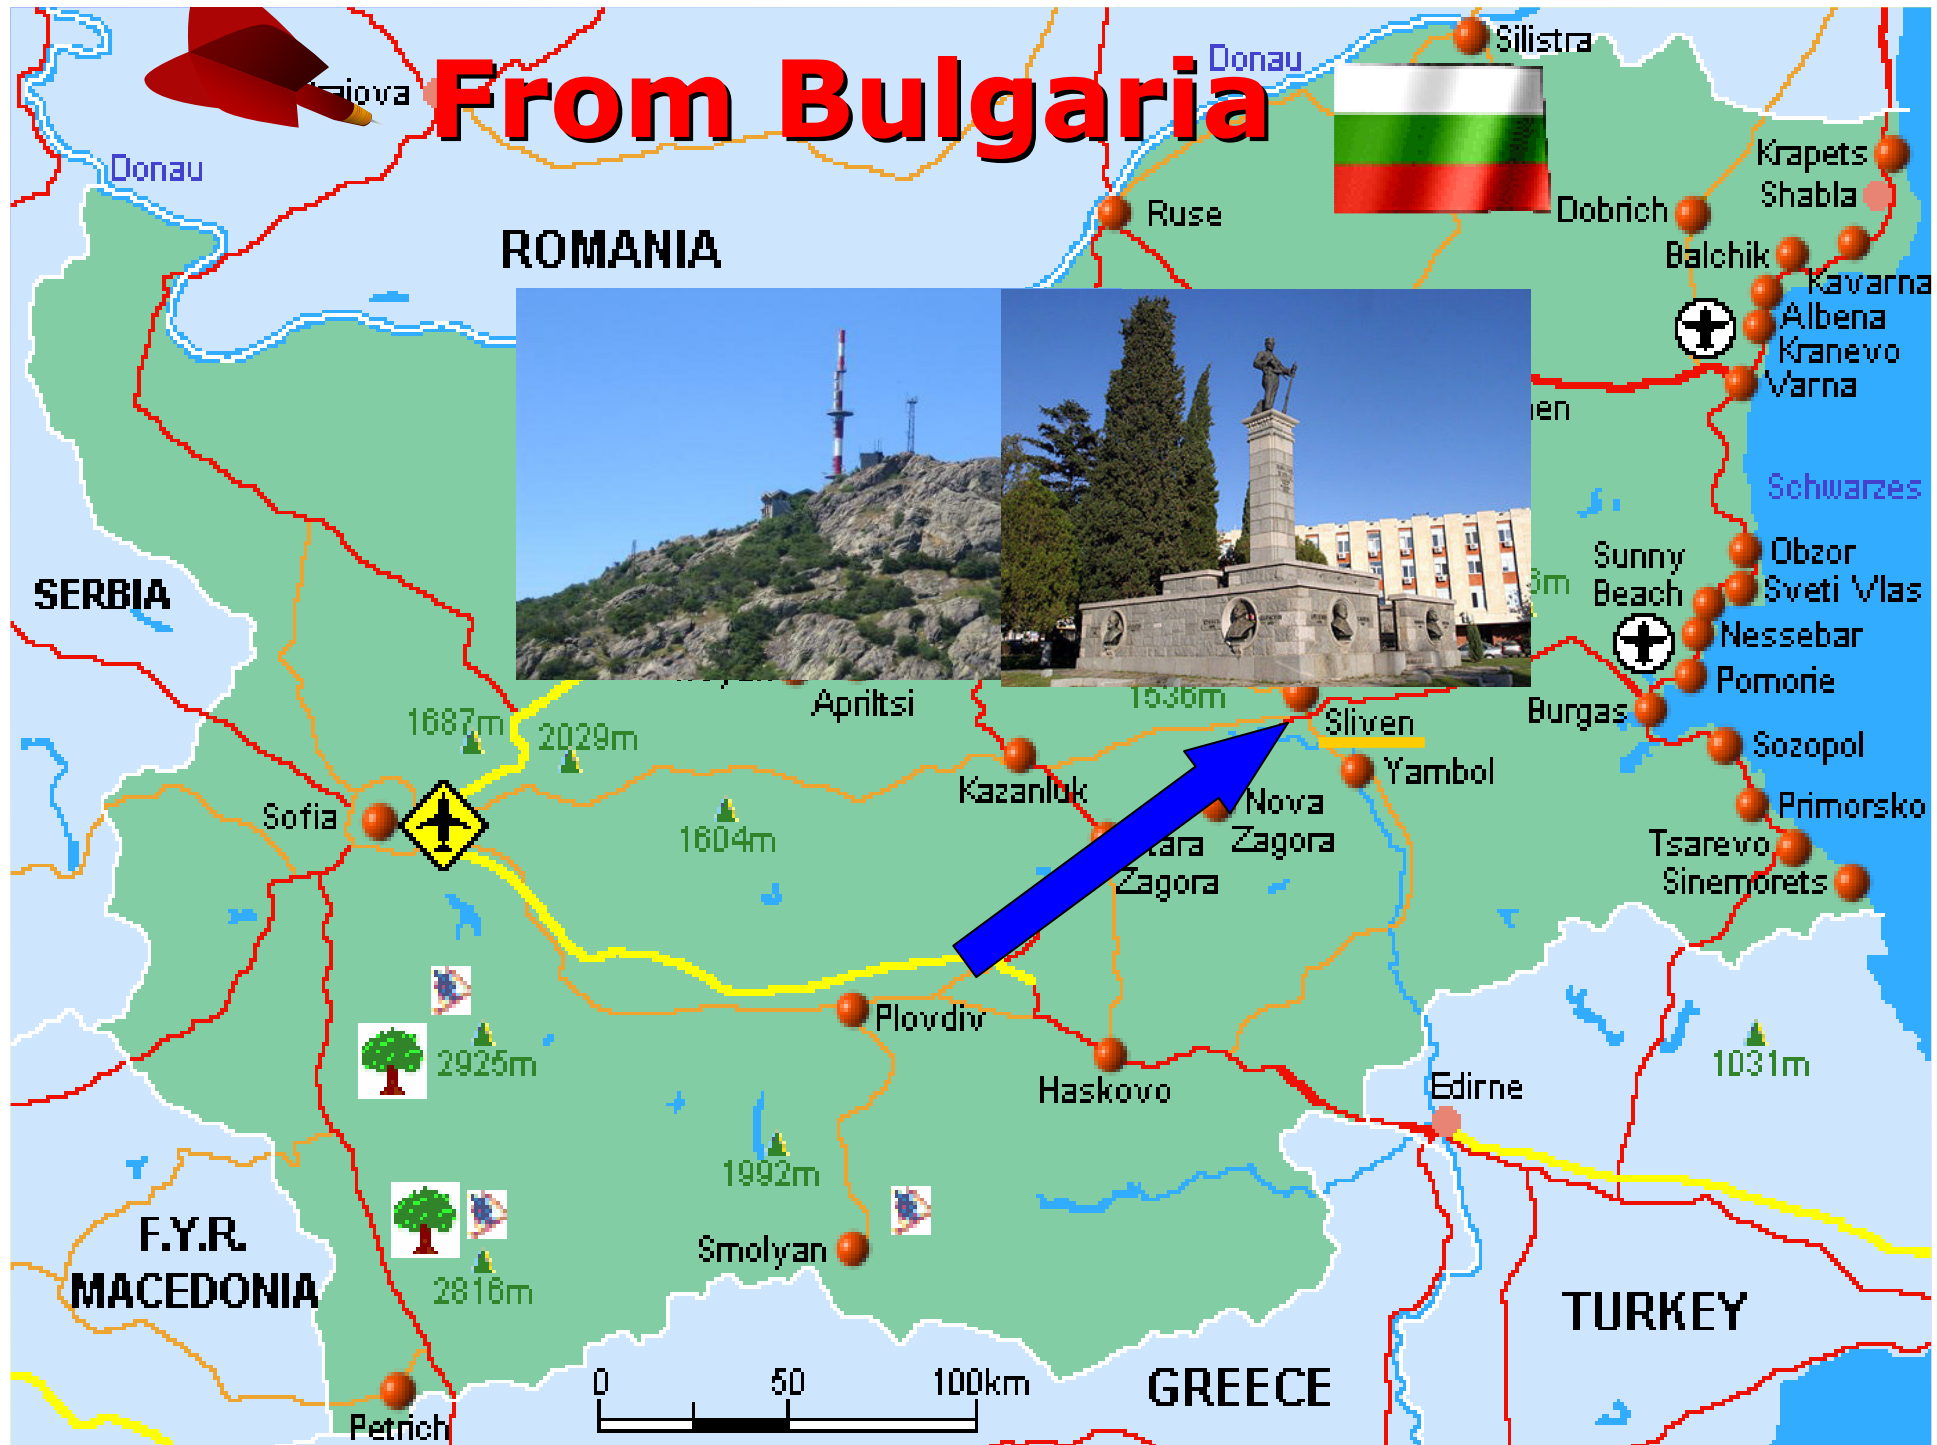 From Bulgaria
Donau
Silistra
Donau
Krapets
Shabla
Ruse
Dobrich
ROMANIA
Balchik
Kavarna
Albena
Kranevo
Varna
Schwarzes
Obzor
Sunny
Beach
Sveti Vlas
SERBIA
Nessebar
Pomorie
Apriltsi
1536m
Burgas
Sliven
1687m
2029m
Sozopol
Yambol
Kazanluk
Nova
Zagora
Primorsko
Sofia
1604m
Zagora
Tsarevo
Sinemorets
Plovdiv
2925m
1031m
Haskovo
Edirne
1992m
F.Y.R.
MACEDONIA
Smolyan
2816m
TURKEY
0 50 100km
GREECE
Petrich